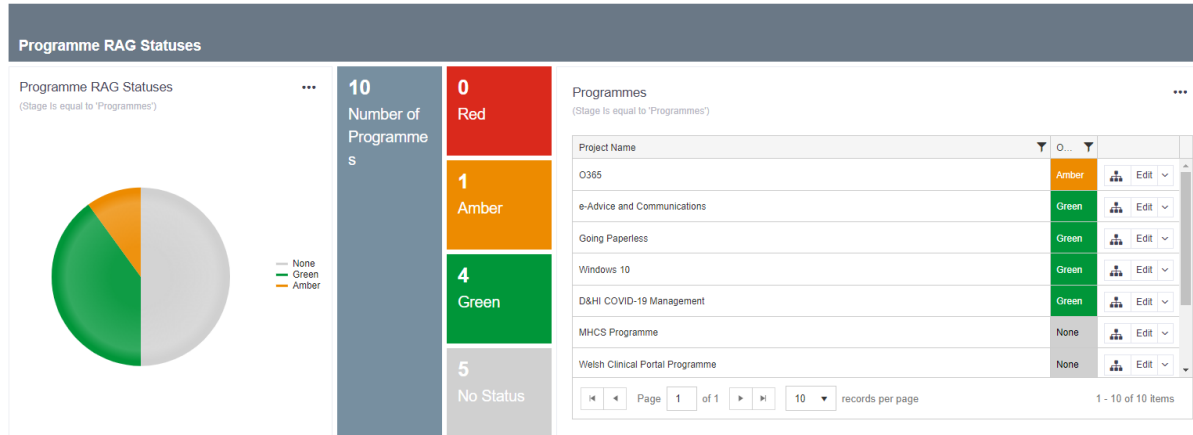 Programme RAG Statuses
Programme RAG Statuses
(Stage Is equal to 'Programmes')
None
Green
Amber
10
Number of
Programme
s
0
Red
1
Amber
4
Green
5
No Status
Programmes
(Stage Is equal to 'Programmes')
Project Name O...
O365 Amber Edit
e-Advice and Communications Green Edit
Going Paperless Green Edit
Windows 10 Green Edit
D&HI COVID-19 Management Green Edit
MHCS Programme None Edit
Welsh Clinical Portal Programme None Edit
Page 1 of 1 10 records per page 1 - 10 of 10 items